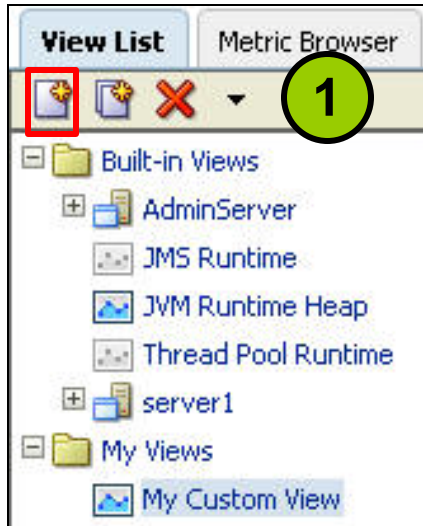 View List Metric Browser
1
Built-in Views
AdminServer
JMS Runtime
JVM Runtime Heap
Thread Pool Runtime
server1
My Views
My Custom View